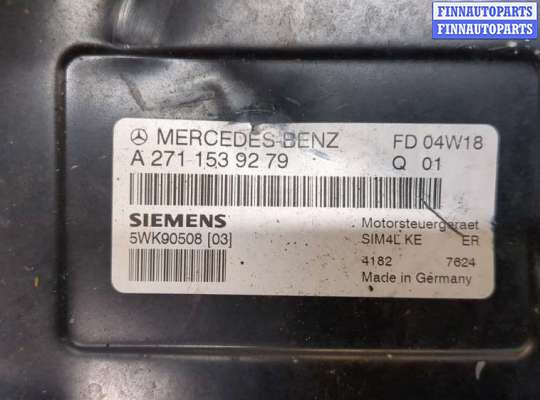 FINNAUTOPARTS
FINNAUTOPARTS
MERCEDES-BENZ FD 04W18
A 271 153 92 79 Q 01
SIEMENS Motorsteuergeraet
5WK90508 [03] SIM4L KE ER
4182 7624
Made in Germany